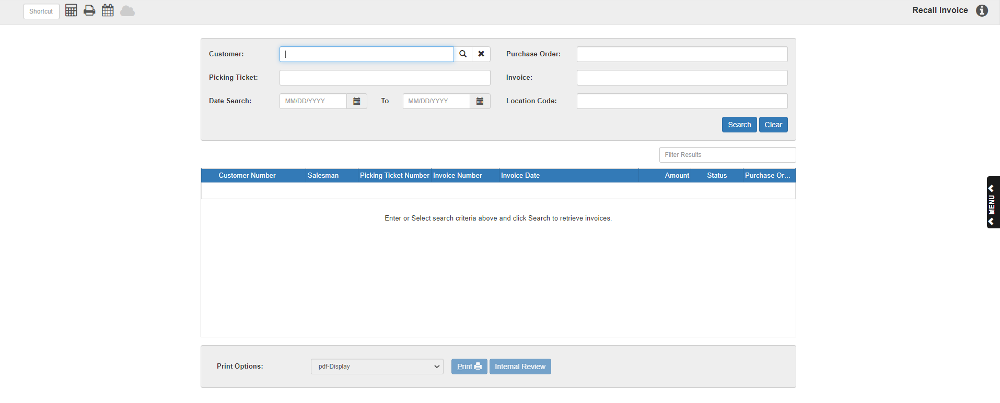 Shortcut
Recall Invoice
Customer:
Purchase Order:
Picking Ticket:
Invoice:
Date Search: MM/DD/YYYY To MM/DD/YYYY
Location Code:
Search Clear
Filter Results
Customer Number Salesman Picking Ticket Number Invoice Number Invoice Date Amount Status Purchase Or...
MENU
Enter or Select search criteria above and click Search to retrieve invoices.
Print Options: pdf-Display Print Internal Review